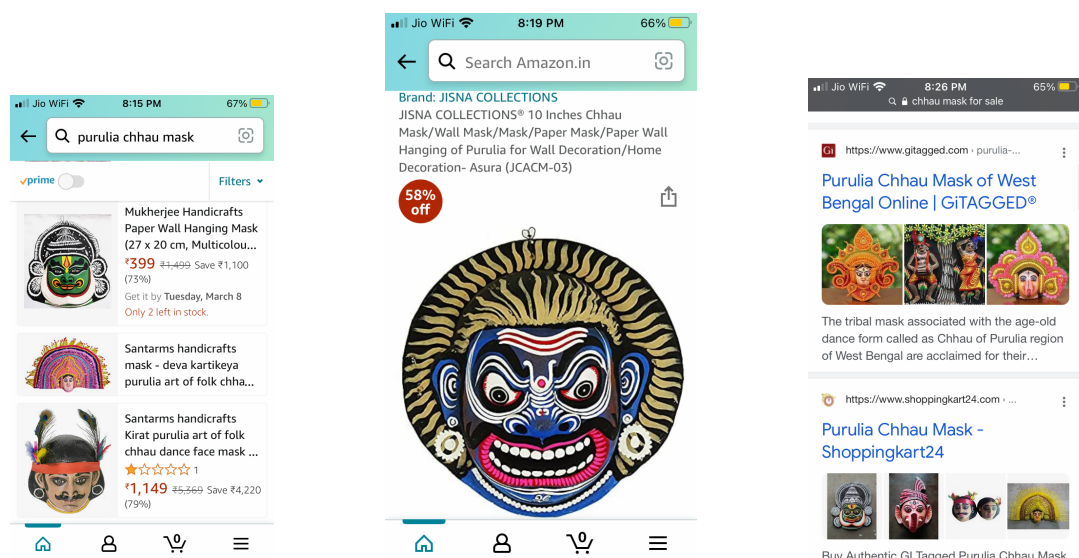 Jio WiFi 8:15 PM 67%
purulia chhau mask
prime Filters
Mukherjee Handicrafts
Paper Wall Hanging Mask
(27 x 20 cm, Multicolou...
₹399 ₹1,499 Save ₹1,100
(73%)
Get it by Tuesday, March 8
Only 2 left in stock.
Santarms handicrafts
mask - deva kartikeya
purulia art of folk chha...
Santarms handicrafts
Kirat purulia art of folk
chhau dance face mask ...
1
₹1,149 ₹5,369 Save ₹4,220
(79%)
0
Jio WiFi 8:19 PM 66%
Search Amazon.in
Brand: JISNA COLLECTIONS
JISNA COLLECTIONS® 10 Inches Chhau
Mask/Wall Mask/Mask/Paper Mask/Paper Wall
Hanging of Purulia for Wall Decoration/Home
Decoration- Asura (JCACM-03)
58%
off
0
Jio WiFi 8:26 PM 65%
chhau mask for sale
Gi https://www.gitagged.com › purulia-...
Purulia Chhau Mask of West
Bengal Online | GiTAGGED®
The tribal mask associated with the age-old
dance form called as Chhau of Purulia region
of West Bengal are acclaimed for their...
https://www.shoppingkart24.com › ...
Purulia Chhau Mask -
Shoppingkart24
Buy Authentic GI Tagged Purulia Chhau Mask